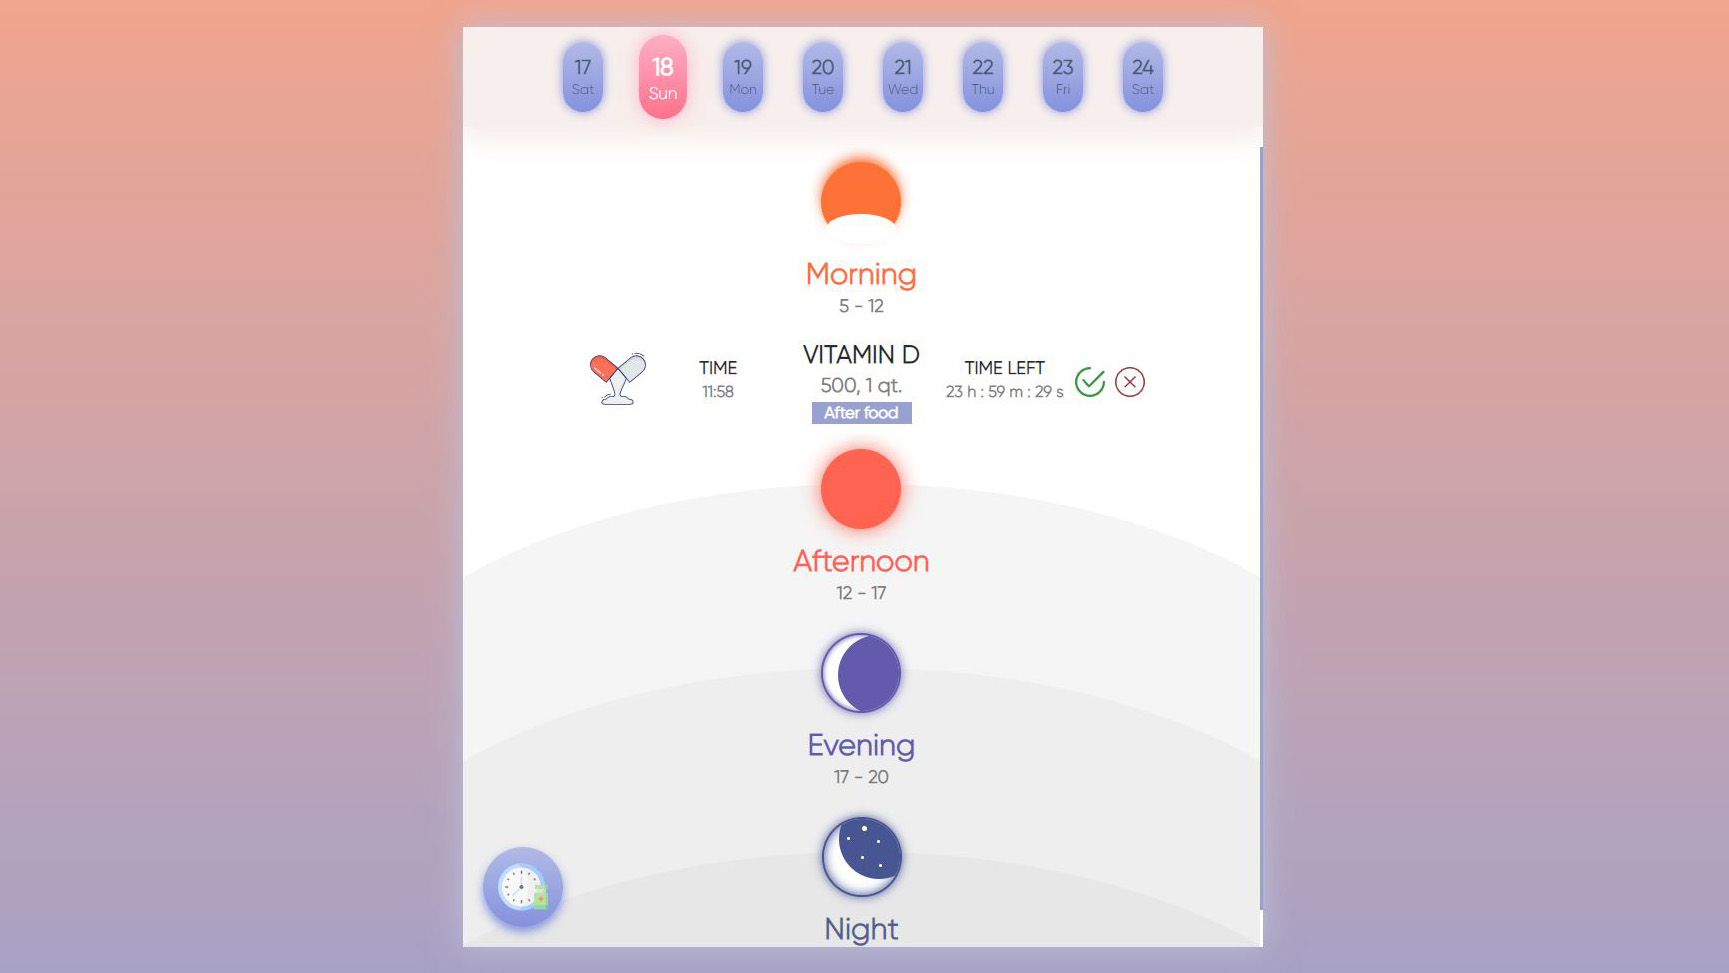 17 18 19 20 21 22 23 24
Sat Sun Mon Tue Wed Thu Fri Sat
Morning
5 - 12
VITAMIN D
TIME TIME LEFT
500, 1 qt.
11:58 23 h : 59 m : 29 s
After food
Afternoon
12 - 17
Evening
17 - 20
Night